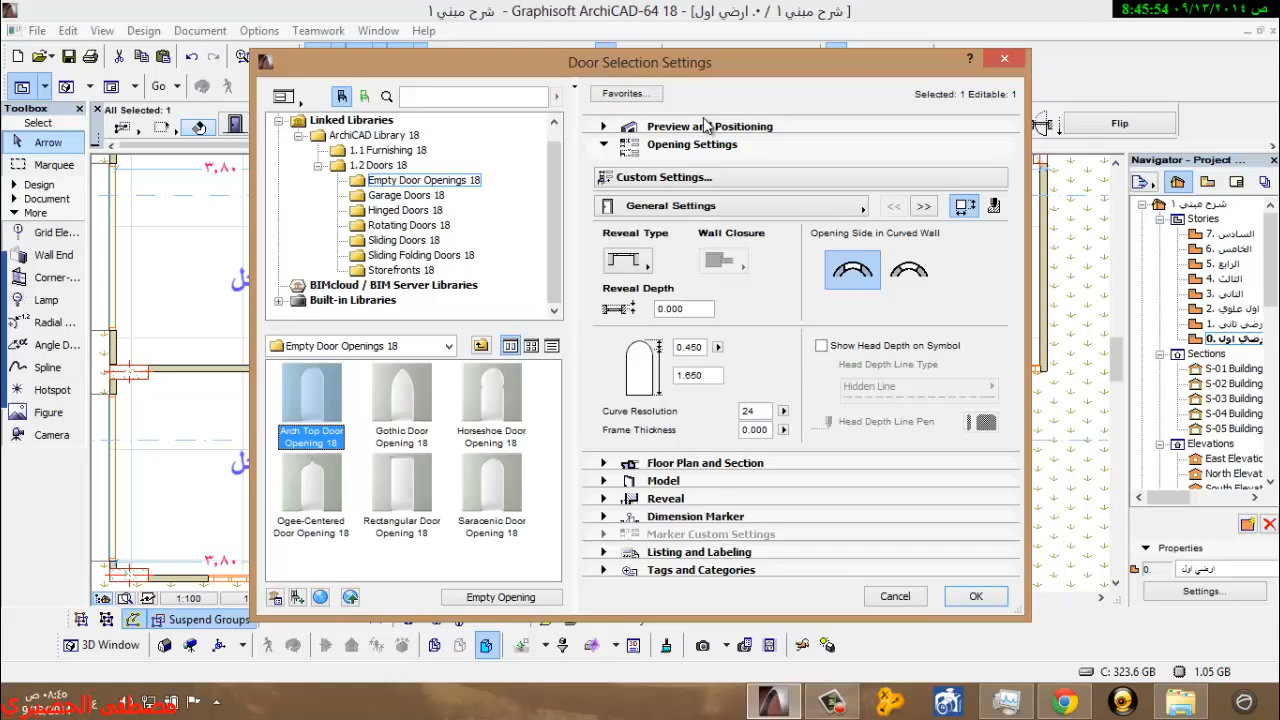 شرح مبني ١ - Graphisoft ArchiCAD-64 18 - [شرح مبني ١ / ٠. ارضي اول]
8:45:54 ٠٩/١٣/٢٠١٤ ص
File Edit View Design Document Options Teamwork Window Help
Door Selection Settings
?
Go
Toolbox
Select
Arrow
Marquee
Design
Document
More
Grid Ele...
Wall End
Corner-...
Lamp
Radial ...
Angle D...
Spline
Hotspot
Figure
Camera
All Selected: 1
٣,٨٠
٣,٨٠
1:100
Suspend Groups
3D Window
Linked Libraries
ArchiCAD Library 18
1.1 Furnishing 18
1.2 Doors 18
Empty Door Openings 18
Garage Doors 18
Hinged Doors 18
Rotating Doors 18
Sliding Doors 18
Sliding Folding Doors 18
Storefronts 18
BIMcloud / BIM Server Libraries
Built-in Libraries
Empty Door Openings 18
Arch Top Door Opening 18
Gothic Door Opening 18
Horseshoe Door Opening 18
Ogee-Centered Door Opening 18
Rectangular Door Opening 18
Saracenic Door Opening 18
Empty Opening
Favorites...
Selected: 1 Editable: 1
Preview and Positioning
Opening Settings
Custom Settings...
General Settings
<< >>
Reveal Type
Wall Closure
Opening Side in Curved Wall
Reveal Depth
0.000
0.450
1.650
Show Head Depth on Symbol
Head Depth Line Type
Hidden Line
Curve Resolution 24
Head Depth Line Pen
Frame Thickness 0.000
Floor Plan and Section
Model
Reveal
Dimension Marker
Marker Custom Settings
Listing and Labeling
Tags and Categories
Cancel
OK
Flip
Navigator - Project ...
شرح مبني ١
Stories
7. السادس
6. الخامس
5. الرابع
4. الثالث
3. الثاني
2. اول علوي
Sections
S-01 Building
S-02 Building
S-03 Building
S-04 Building
S-05 Building
Elevations
East Elevatic
North Elevat
Properties
0. ارضي اول
Settings...
C: 323.6 GB
1.05 GB
٠٨:٤٥ ص